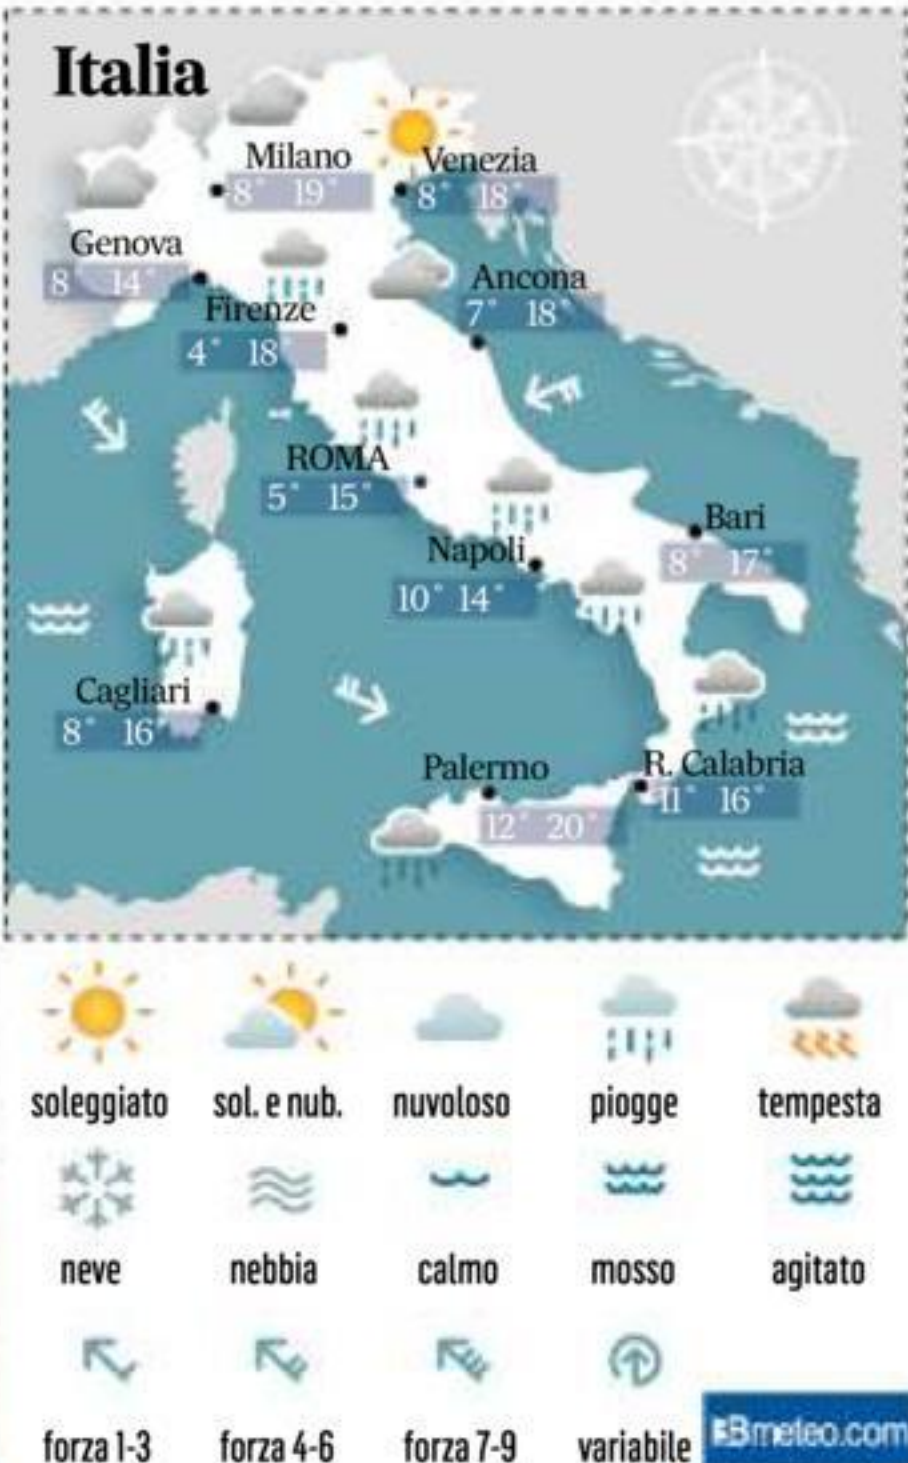 Italia
Milano
8° 19°
Venezia
8° 18°
Genova
8 14°
Firenze
4° 18°
Ancona
7° 18°
ROMA
5° 15°
Napoli
10° 14°
Bari
8° 17°
Cagliari
8° 16°
Palermo
12° 20°
R. Calabria
11° 16°
soleggiato sol. e nub. nuvoloso piogge tempesta
neve nebbia calmo mosso agitato
forza 1-3 forza 4-6 forza 7-9 variabile
3Bmeteo.com